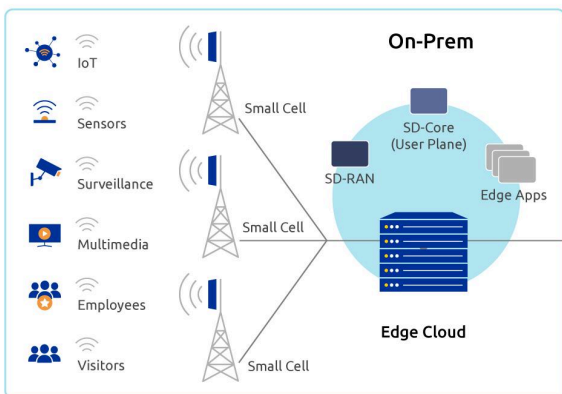 On-Prem
IoT
Sensors
Surveillance
Multimedia
Employees
Visitors
Small Cell
Small Cell
Small Cell
SD-Core
(User Plane)
SD-RAN
Edge Apps
Edge Cloud